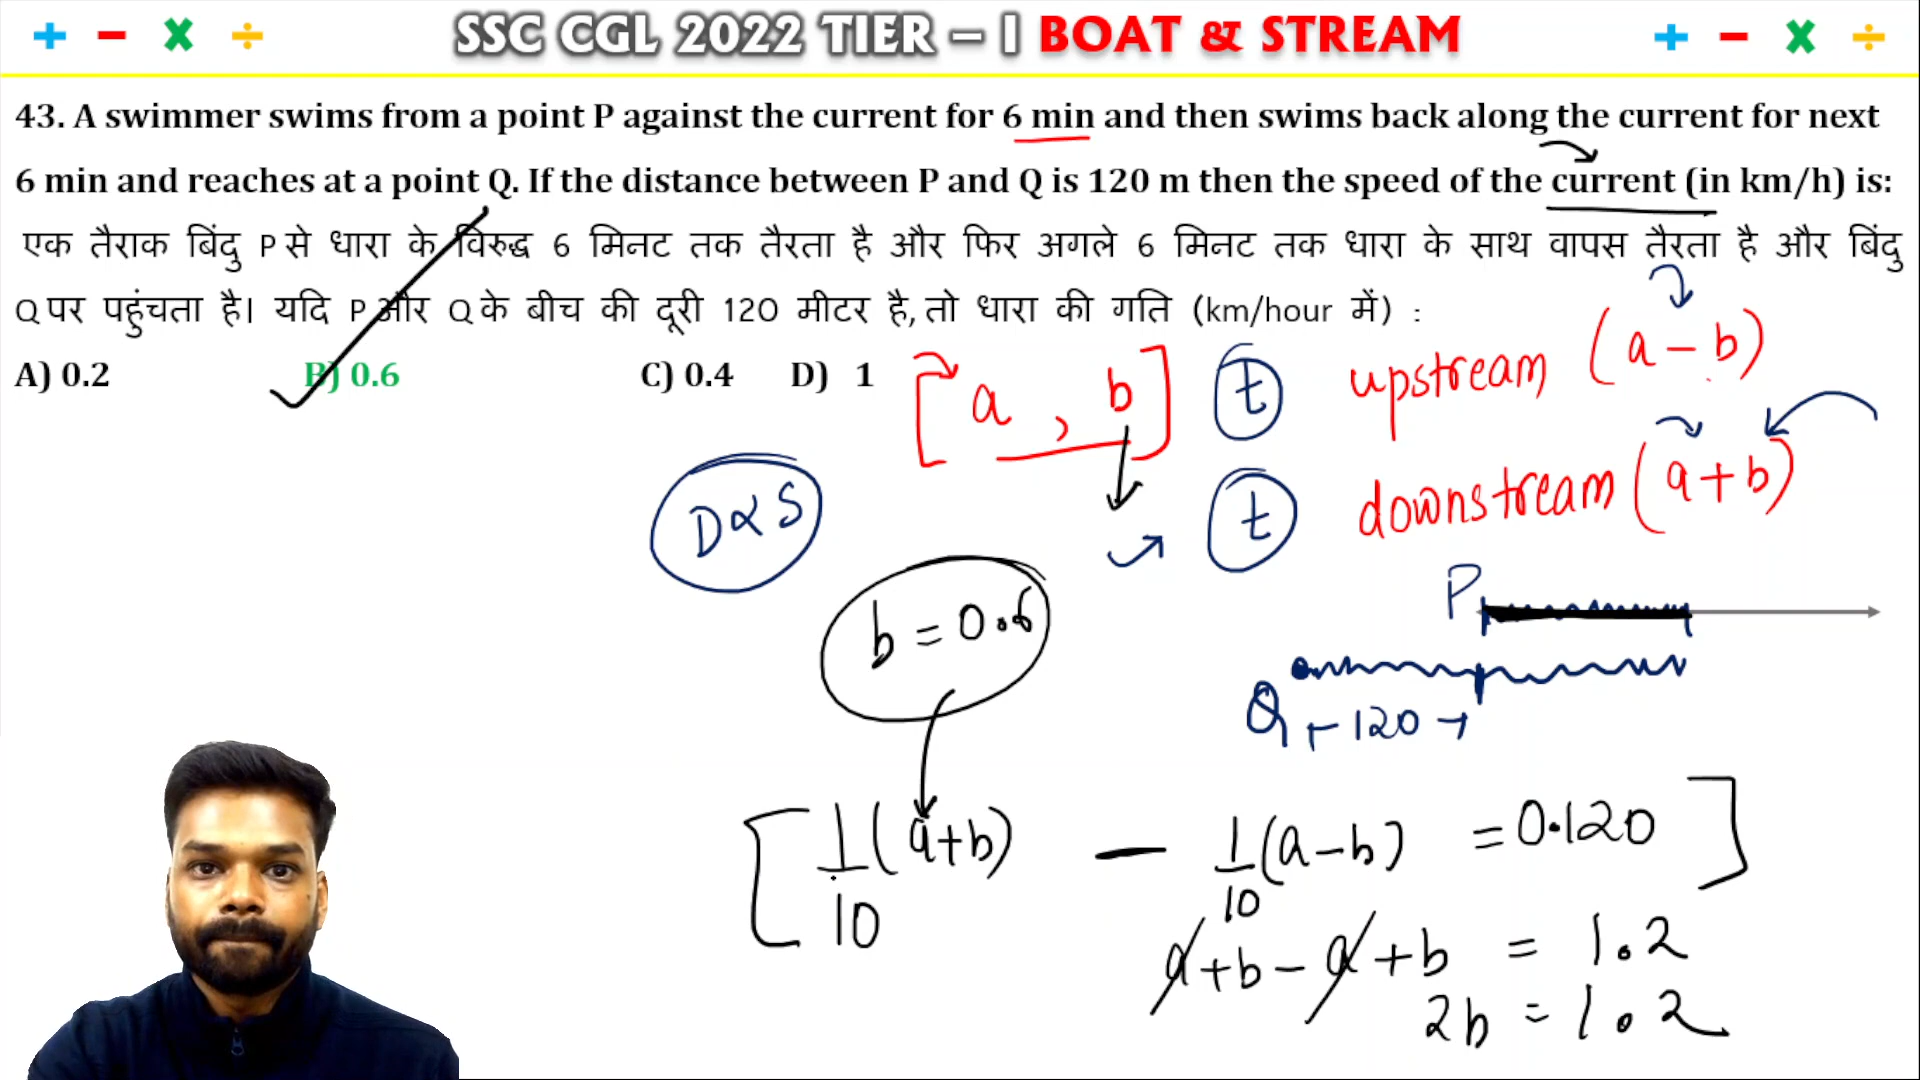 + − × ÷ SSC CGL 2022 TIER – I BOAT & STREAM + − × ÷
43. A swimmer swims from a point P against the current for 6 min and then swims back along the current for next
6 min and reaches at a point Q. If the distance between P and Q is 120 m then the speed of the current (in km/h) is:
एक तैराक बिंदु P से धारा के विरुद्ध 6 मिनट तक तैरता है और फिर अगले 6 मिनट तक धारा के साथ वापस तैरता है और बिंदु
Q पर पहुंचता है। यदि P और Q के बीच की दूरी 120 मीटर है, तो धारा की गति (km/hour में) :
A) 0.2 B) 0.6 C) 0.4 D) 1
[a , b] t upstream (a – b)
D ∝ S t downstream (a + b)
b = 0.6 P
Q 120
[1/10 (a+b) – 1/10 (a–b) = 0.120]
a + b – a + b = 1.2
2b = 1.2